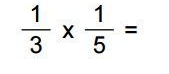 1/3 x 1/5 =